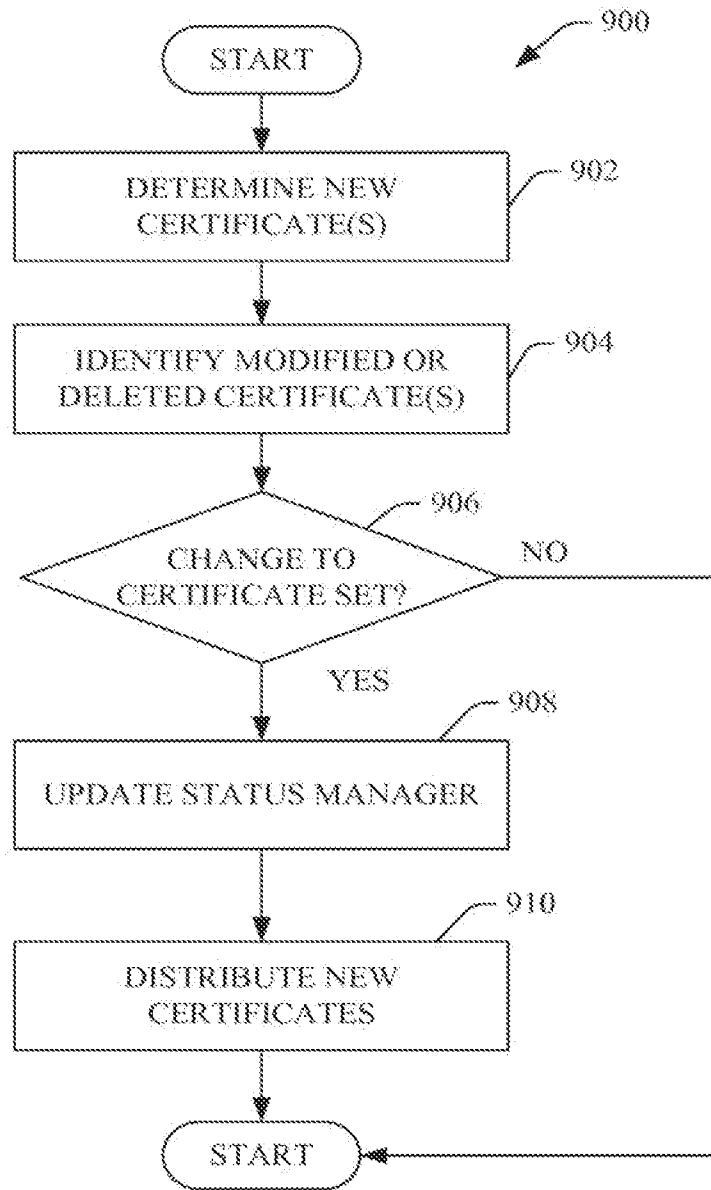 900
START
DETERMINE NEW
CERTIFICATE(S)
902
IDENTIFY MODIFIED OR
DELETED CERTIFICATE(S)
904
906
CHANGE TO
CERTIFICATE SET?
NO
YES
908
UPDATE STATUS MANAGER
910
DISTRIBUTE NEW
CERTIFICATES
START